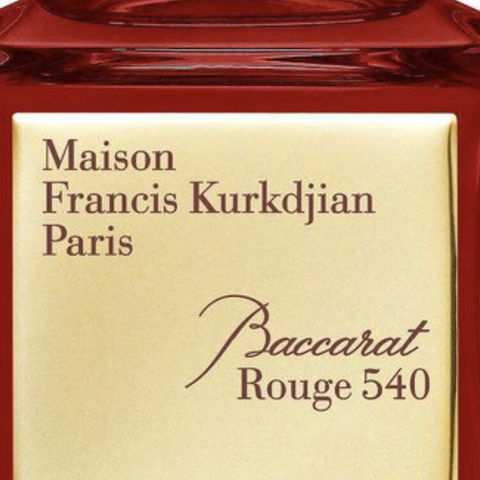 Maison
Francis Kurkdjian
Paris
Baccarat
Rouge 540